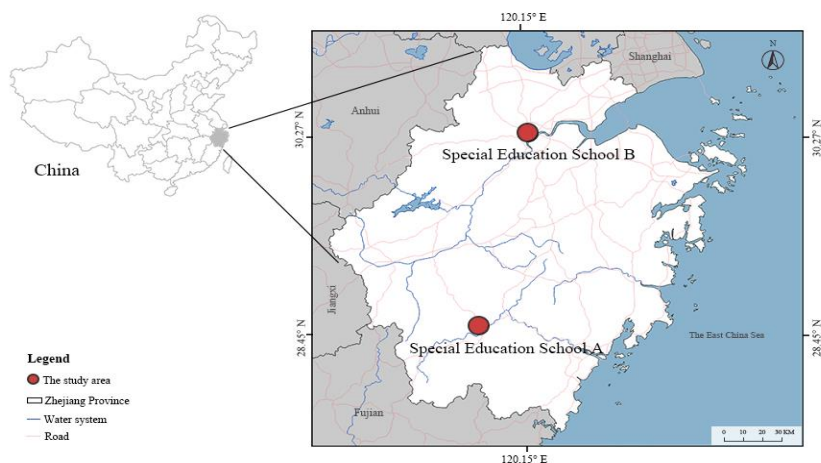 120.15° E
N
Shanghai
Anhui
30.27° N
30.27° N
Special Education School B
China
Jiangxi
28.45° N
28.45° N
The East China Sea
Special Education School A
Legend
The study area
Zhejiang Province
Water system
Road
Fujian
0 10 20 30 KM
120.15° E